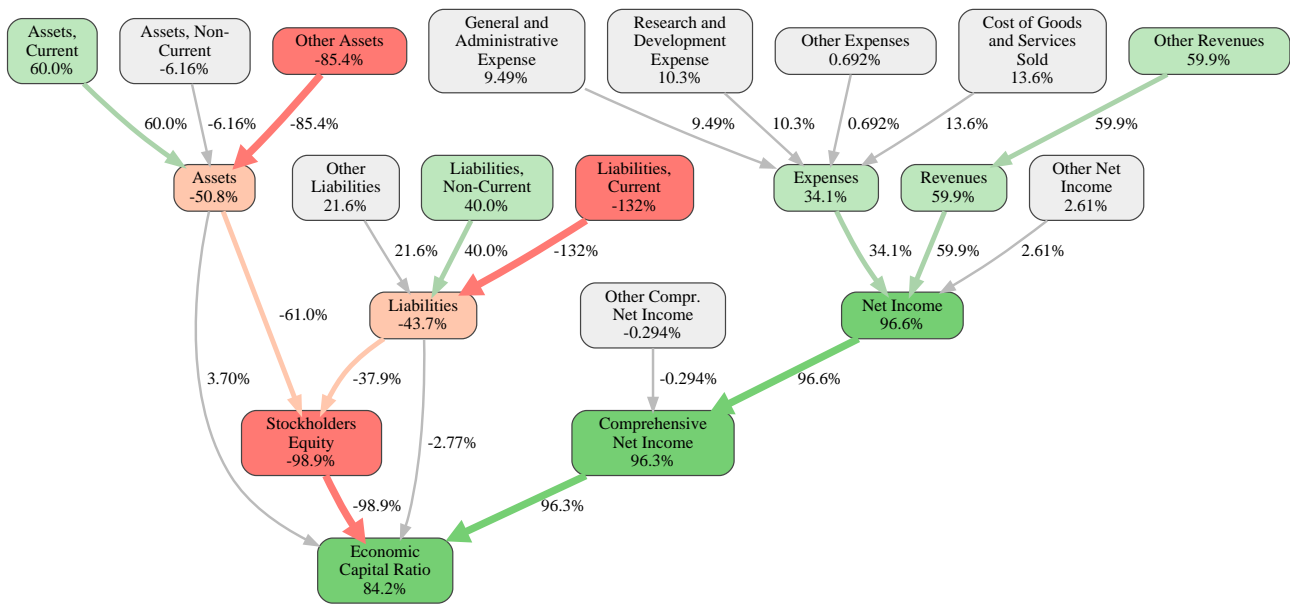 Assets,
Current
60.0%
Assets, Non-
Current
-6.16%
Other Assets
-85.4%
General and
Administrative
Expense
9.49%
Research and
Development
Expense
10.3%
Other Expenses
0.692%
Cost of Goods
and Services
Sold
13.6%
Other Revenues
59.9%
60.0%
-6.16%
-85.4%
9.49%
10.3%
0.692%
13.6%
59.9%
Assets
-50.8%
Other
Liabilities
21.6%
Liabilities,
Non-Current
40.0%
Liabilities,
Current
-132%
Expenses
34.1%
Revenues
59.9%
Other Net
Income
2.61%
21.6%
40.0%
-132%
34.1%
59.9%
2.61%
-61.0%
Liabilities
-43.7%
Other Compr.
Net Income
-0.294%
Net Income
96.6%
3.70%
-37.9%
-0.294%
96.6%
Stockholders
Equity
-98.9%
-2.77%
Comprehensive
Net Income
96.3%
-98.9%
96.3%
Economic
Capital Ratio
84.2%